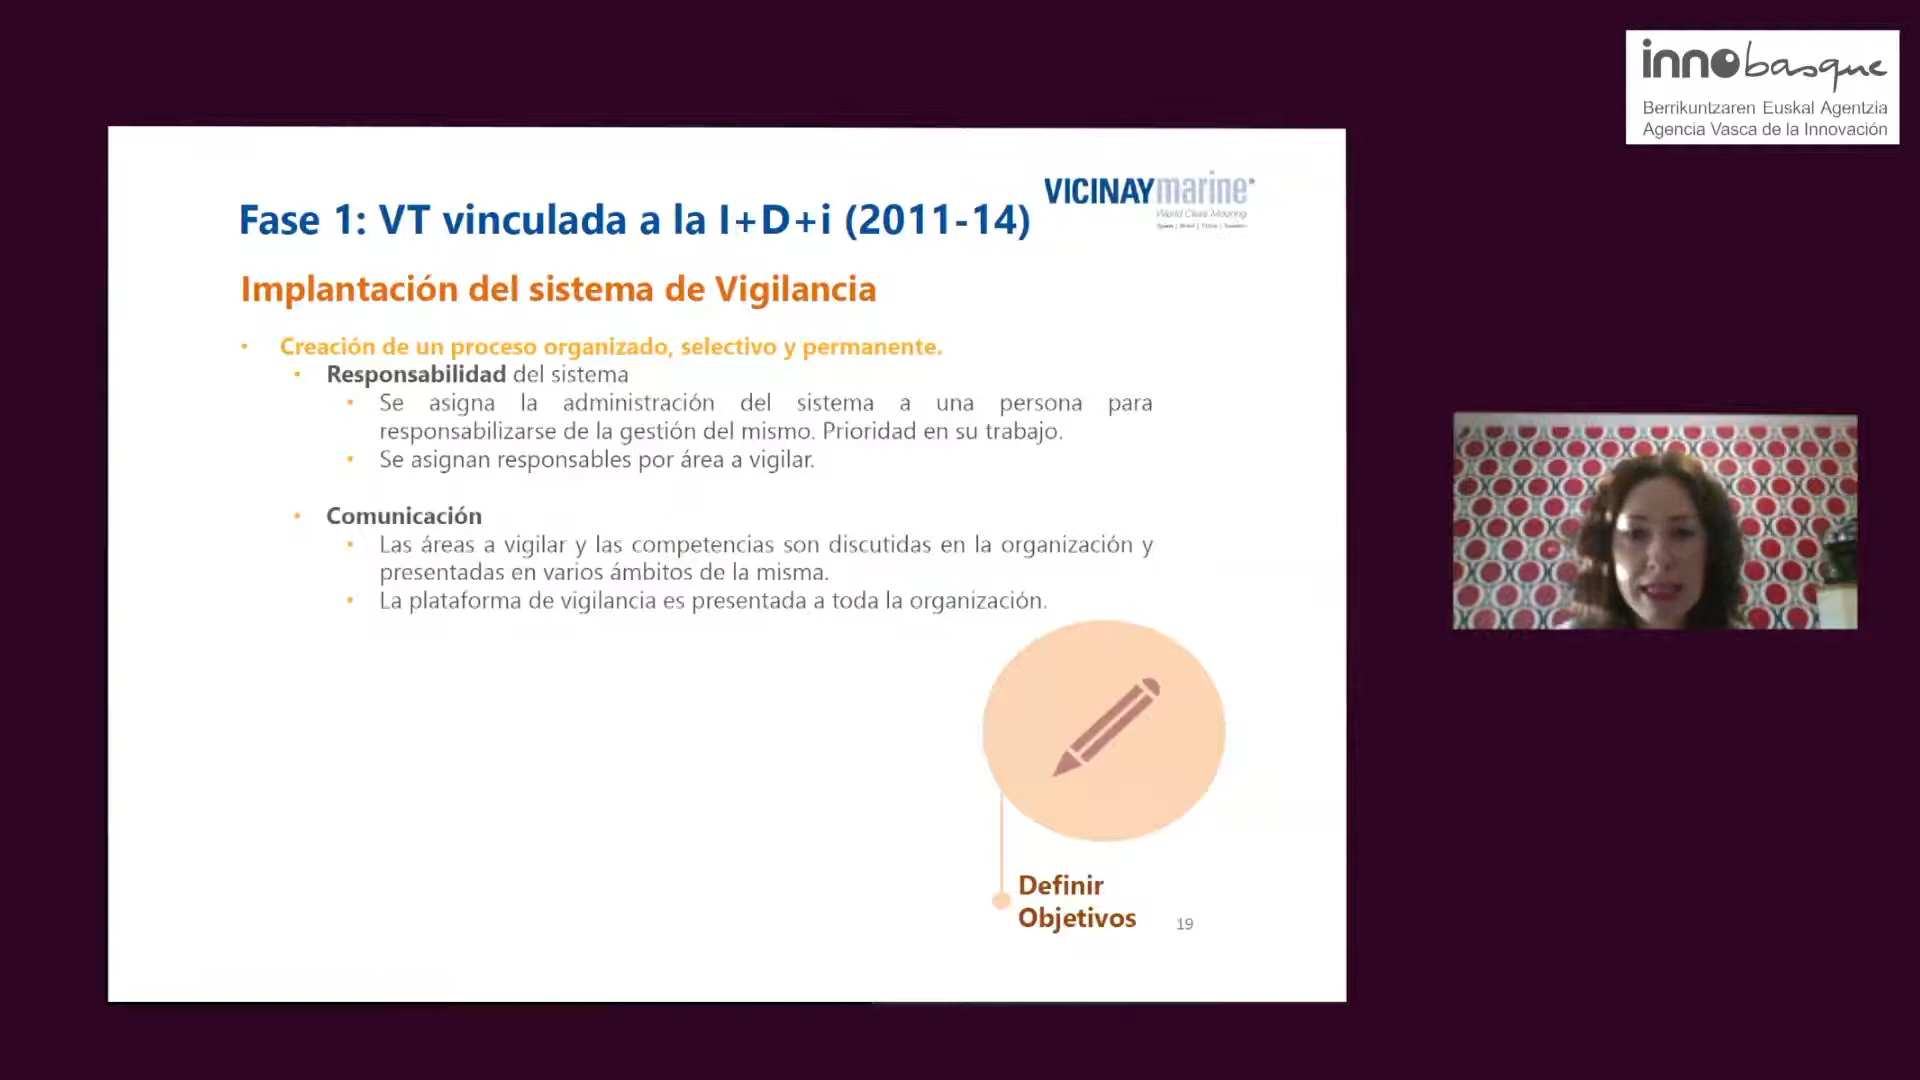 innobasque
Berrikuntzaren Euskal Agentzia
Agencia Vasca de la Innovación
VICINAYmarine
World Class Mooring
Fase 1: VT vinculada a la I+D+i (2011-14)
Implantación del sistema de Vigilancia
• Creación de un proceso organizado, selectivo y permanente.
• Responsabilidad del sistema
• Se asigna la administración del sistema a una persona para
responsabilizarse de la gestión del mismo. Prioridad en su trabajo.
• Se asignan responsables por área a vigilar.
• Comunicación
• Las áreas a vigilar y las competencias son discutidas en la organización y
presentadas en varios ámbitos de la misma.
• La plataforma de vigilancia es presentada a toda la organización.
Definir
Objetivos
19